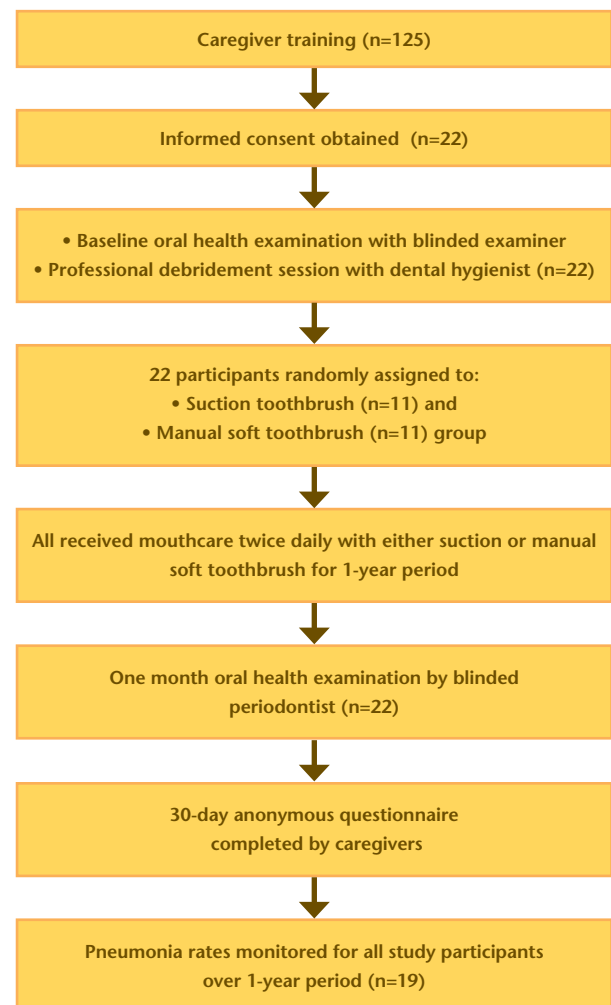 Caregiver training (n=125)
Informed consent obtained (n=22)
• Baseline oral health examination with blinded examiner
• Professional debridement session with dental hygienist (n=22)
22 participants randomly assigned to:
• Suction toothbrush (n=11) and
• Manual soft toothbrush (n=11) group
All received mouthcare twice daily with either suction or manual
soft toothbrush for 1-year period
One month oral health examination by blinded
periodontist (n=22)
30-day anonymous questionnaire
completed by caregivers
Pneumonia rates monitored for all study participants
over 1-year period (n=19)